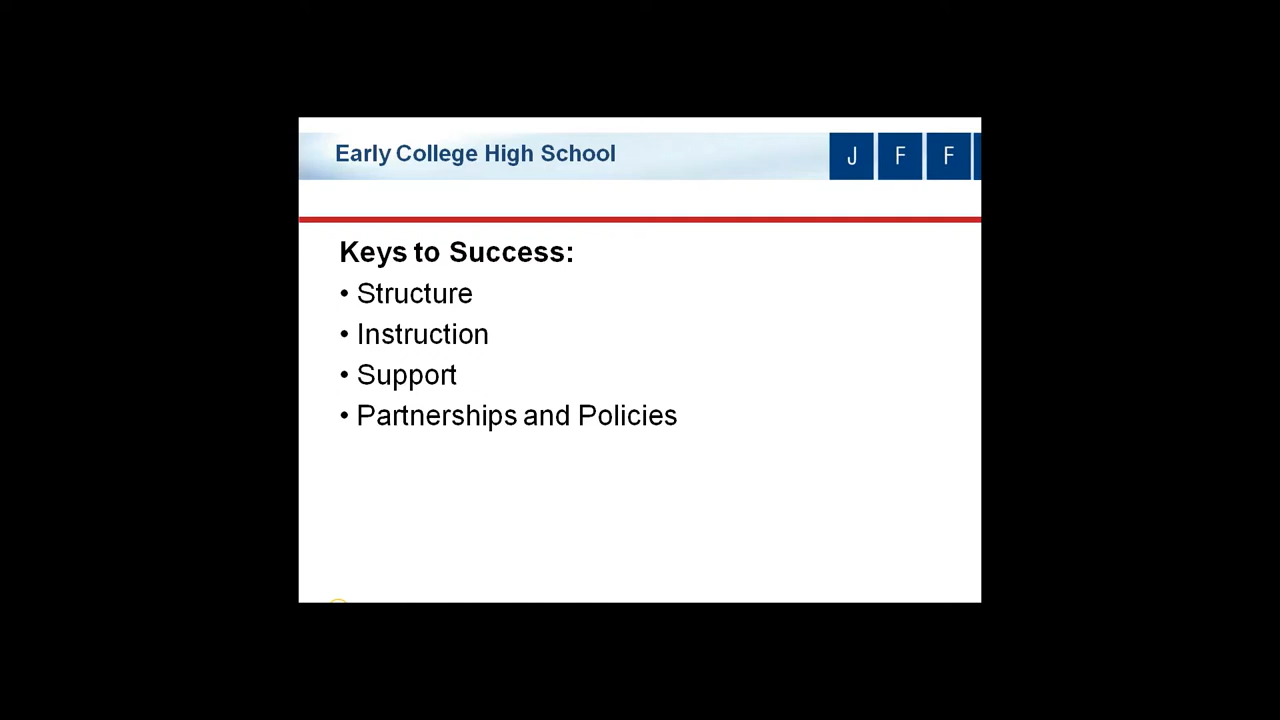 Early College High School
J F F
Keys to Success:
• Structure
• Instruction
• Support
• Partnerships and Policies